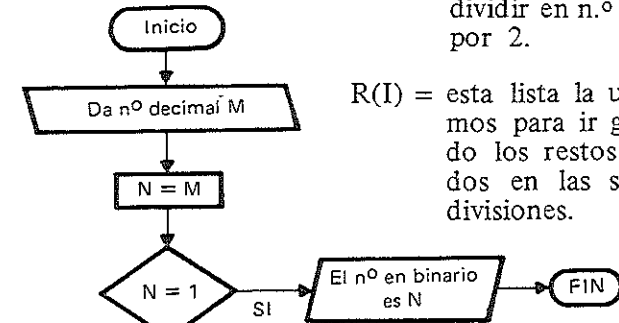 dividir en n.º
por 2.
Inicio
Da nº decimal M
R(I) = esta lista la u
mos para ir g
do los restos
dos en las s
divisiones.
N = M
N = 1
SI
El nº en binario
es N
FIN